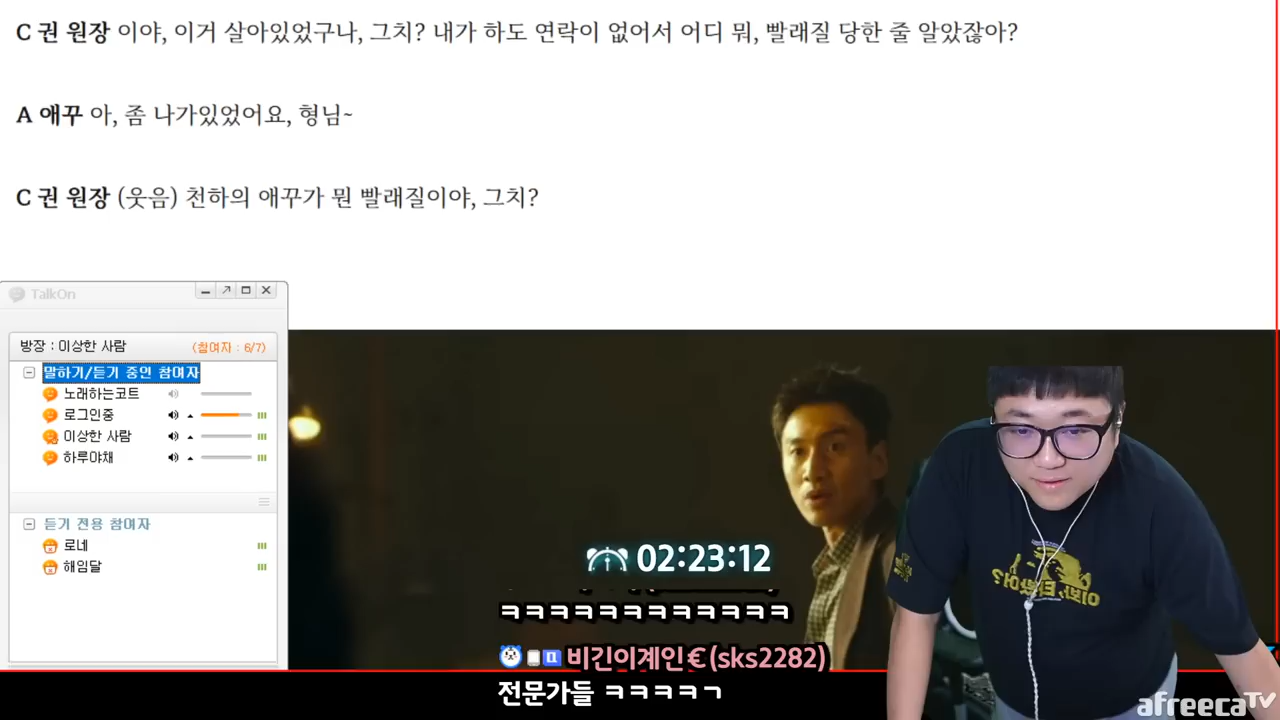 C 권 원장 이야, 이거 살아있었구나, 그치? 내가 하도 연락이 없어서 어디 뭐, 빨래질 당한 줄 알았잖아?
A 애꾸 아, 좀 나가있었어요, 형님~
C 권 원장 (웃음) 천하의 애꾸가 뭔 빨래질이야, 그치?
TalkOn
방장 : 이상한 사람 (참여자 : 6/7)
말하기/듣기 중인 참여자
노래하는코트
로그인중
이상한 사람
하루야채
듣기 전용 참여자
로네
해임달
02:23:12
ㅋㅋㅋㅋㅋㅋㅋㅋㅋㅋㅋㅋ
비긴이계인€(sks2282)
전문가들 ㅋㅋㅋㅋㄱ
afreecaTV